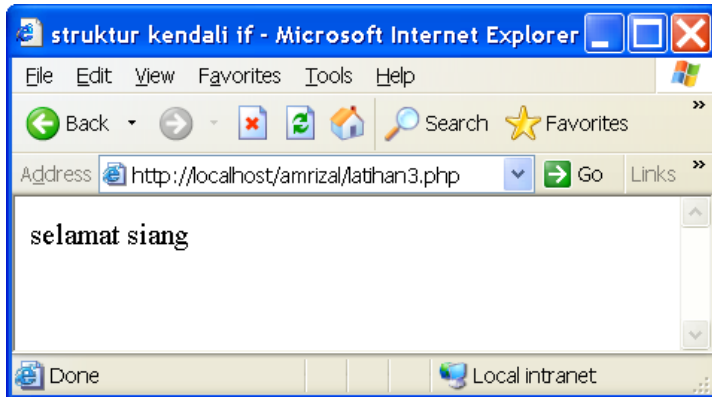 struktur kendali if - Microsoft Internet Explorer
File Edit View Favorites Tools Help
Back Search Favorites »
Address http://localhost/amrizal/latihan3.php Go Links »
selamat siang
Done Local intranet